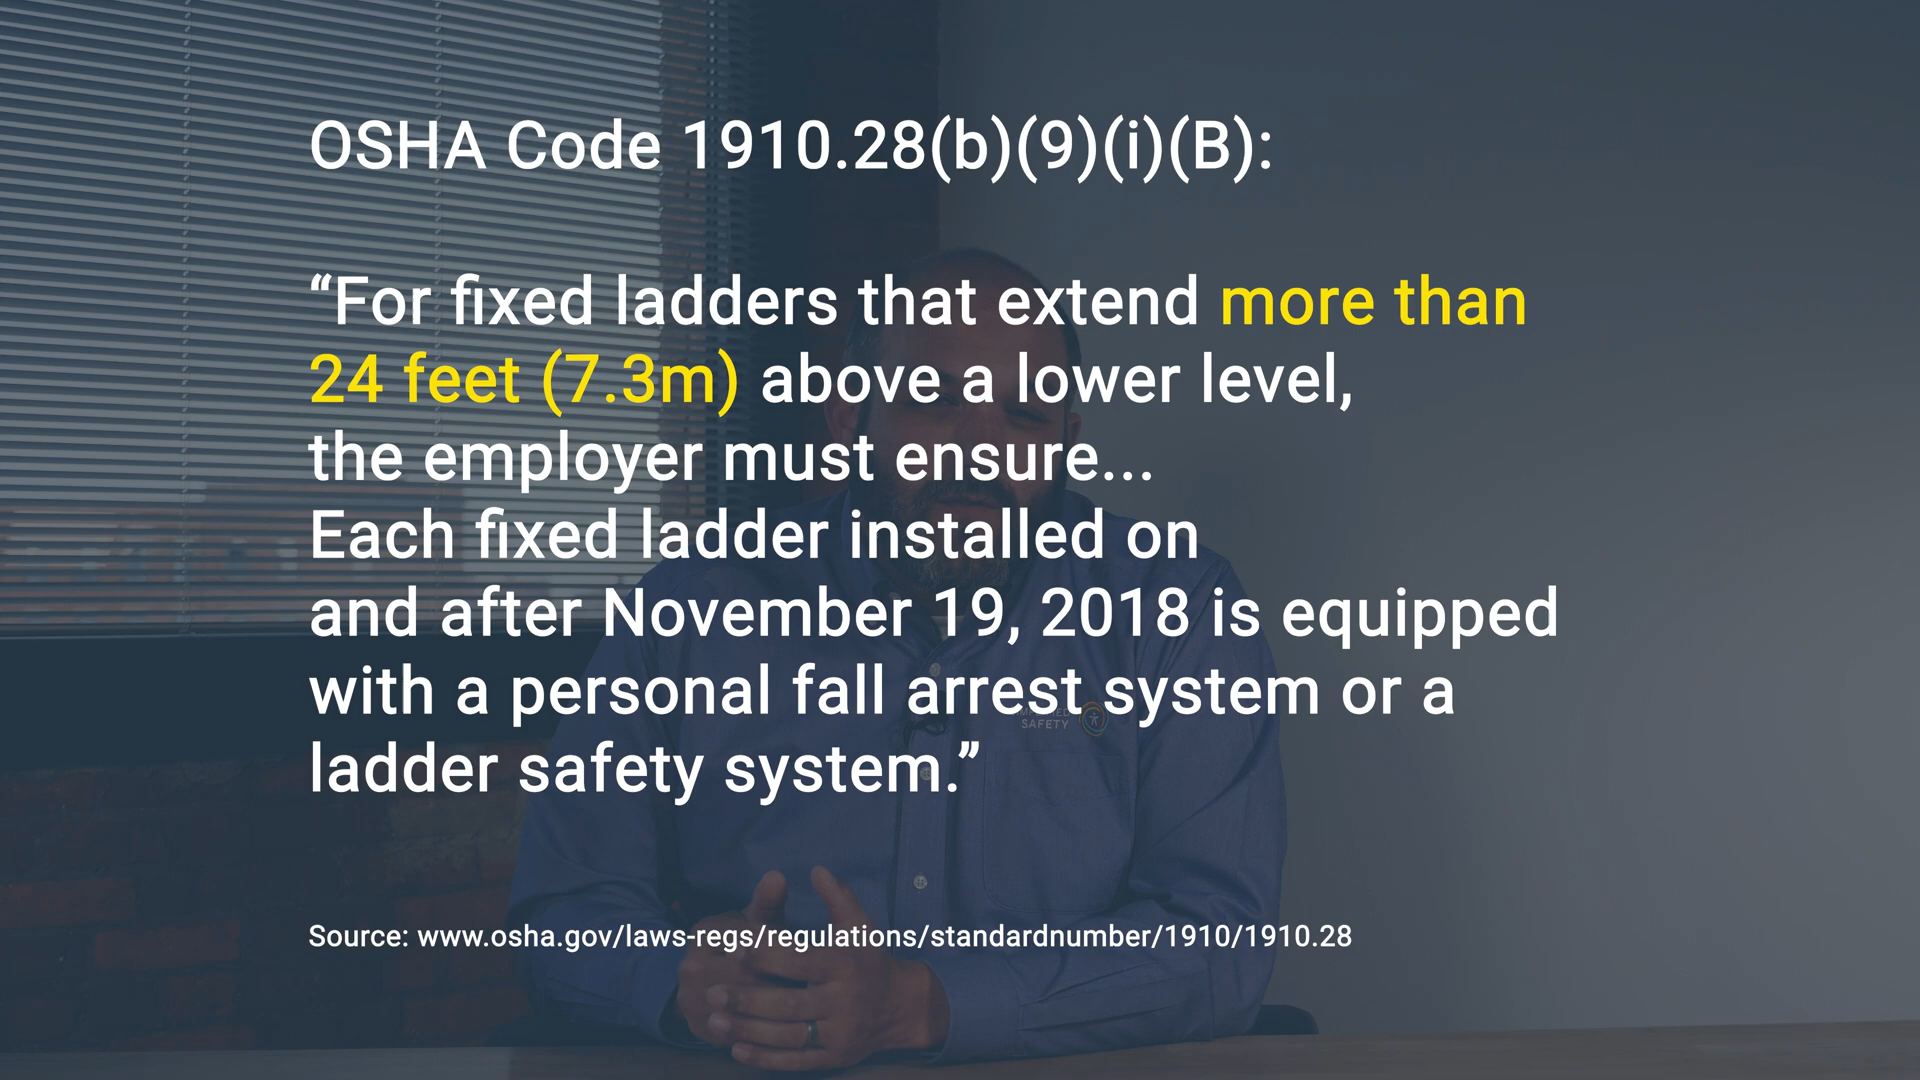 OSHA Code 1910.28(b)(9)(i)(B):
“For fixed ladders that extend more than
24 feet (7.3m) above a lower level,
the employer must ensure...
Each fixed ladder installed on
and after November 19, 2018 is equipped
with a personal fall arrest system or a
ladder safety system.”
SAFETY
Source: www.osha.gov/laws-regs/regulations/standardnumber/1910/1910.28